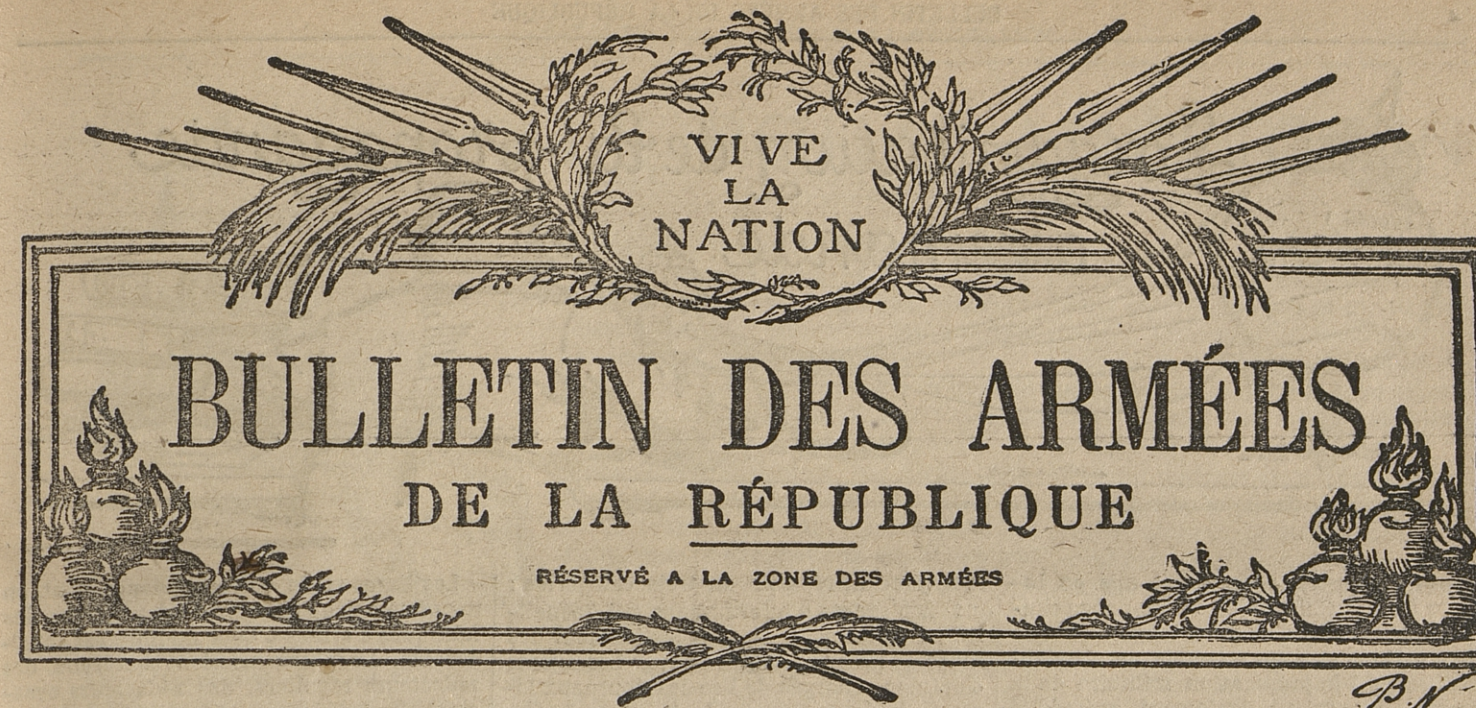 VIVE
LA
NATION
BULLETIN DES ARMÉES
DE LA RÉPUBLIQUE
RÉSERVÉ A LA ZONE DES ARMÉES
B.N